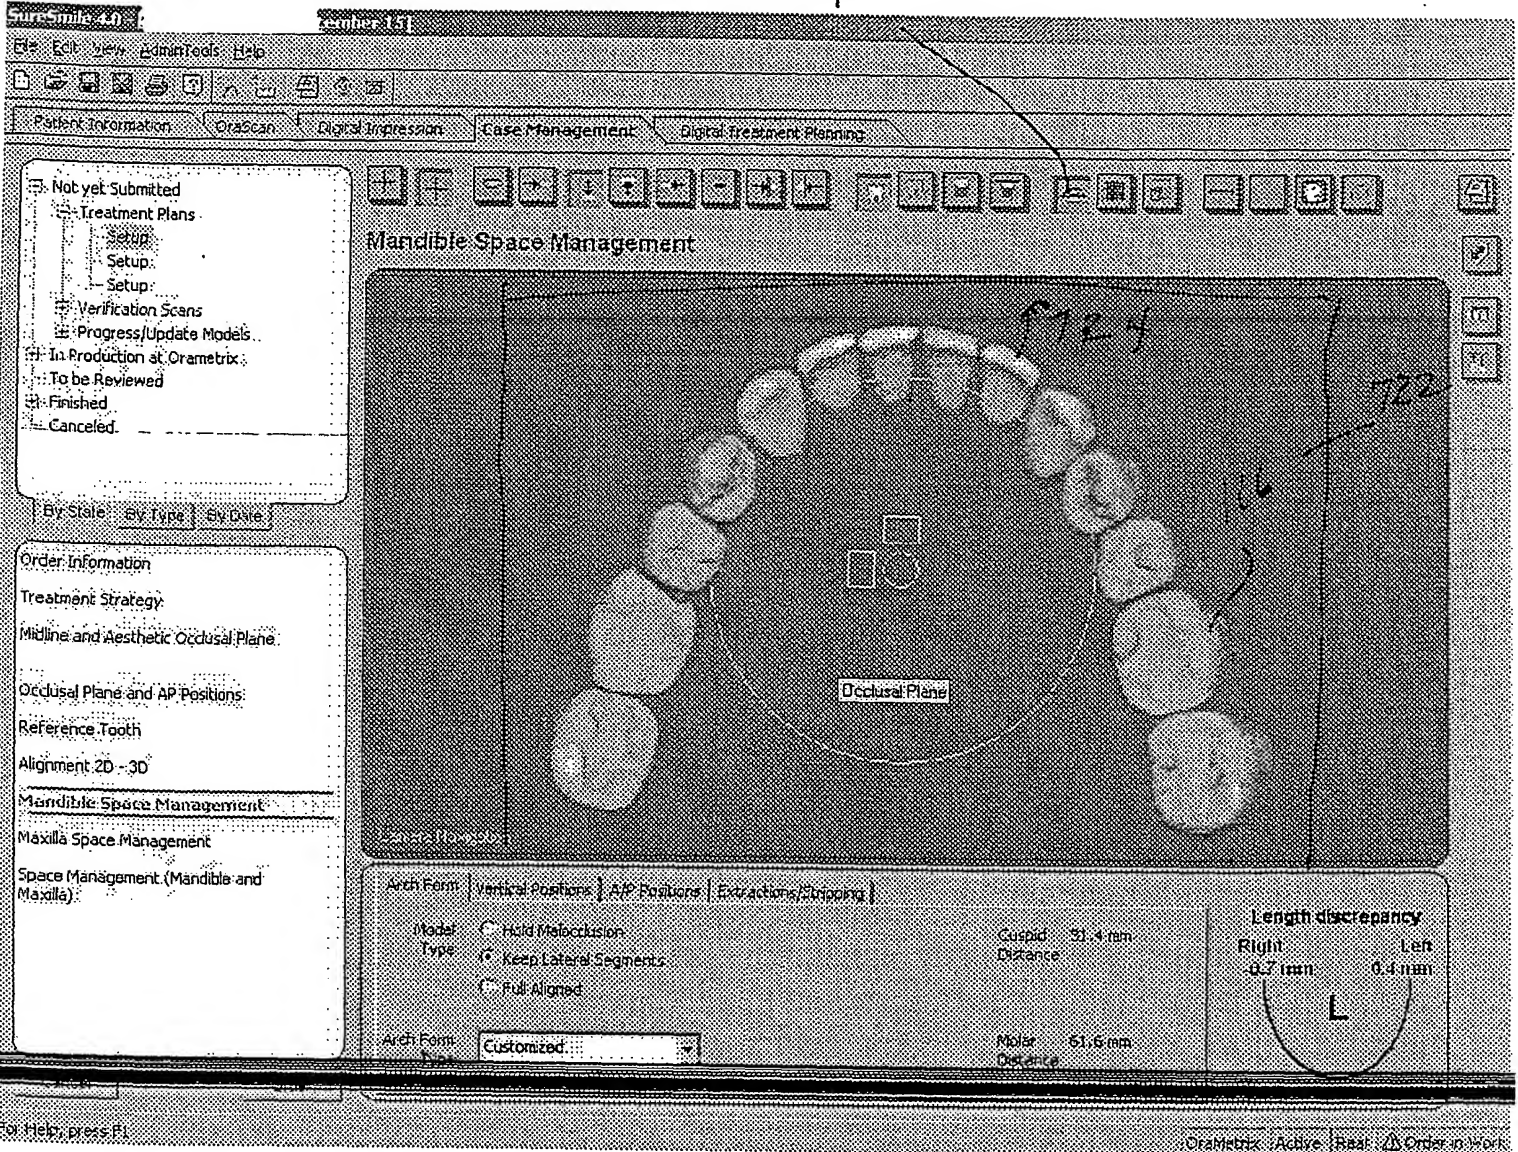 SureSmile 4.0
ember 15]
File Edit View AdminTools Help
Patient Information OraScan Digital Impression Case Management Digital Treatment Planning
Not yet Submitted
Treatment Plans
Setup
Setup
Setup
Verification Scans
Progress/Update Models
In Production at Orametrix
To be Reviewed
Finished
Canceled
By State By Type By Date
Order Information
Treatment Strategy
Midline and Aesthetic Occlusal Plane
Occlusal Plane and AP Positions
Reference Tooth
Alignment 2D - 3D
Mandible Space Management
Maxilla Space Management
Space Management (Mandible and
Maxilla)
Mandible Space Management
724
722
16
Occlusal Plane
Arch Form Vertical Positions A/P Positions Extractions/Stripping
Model
Type
Hold Malocclusion
Keep Lateral Segments
Full Aligned
Arch Form
Type
Customized
Cuspid
Distance
31.4 mm
Molar
Distance
61.6 mm
Length discrepancy
Right Left
-0.7 mm 0.4 mm
L
For Help, press F1
OraMetrix Active Real Order in Work